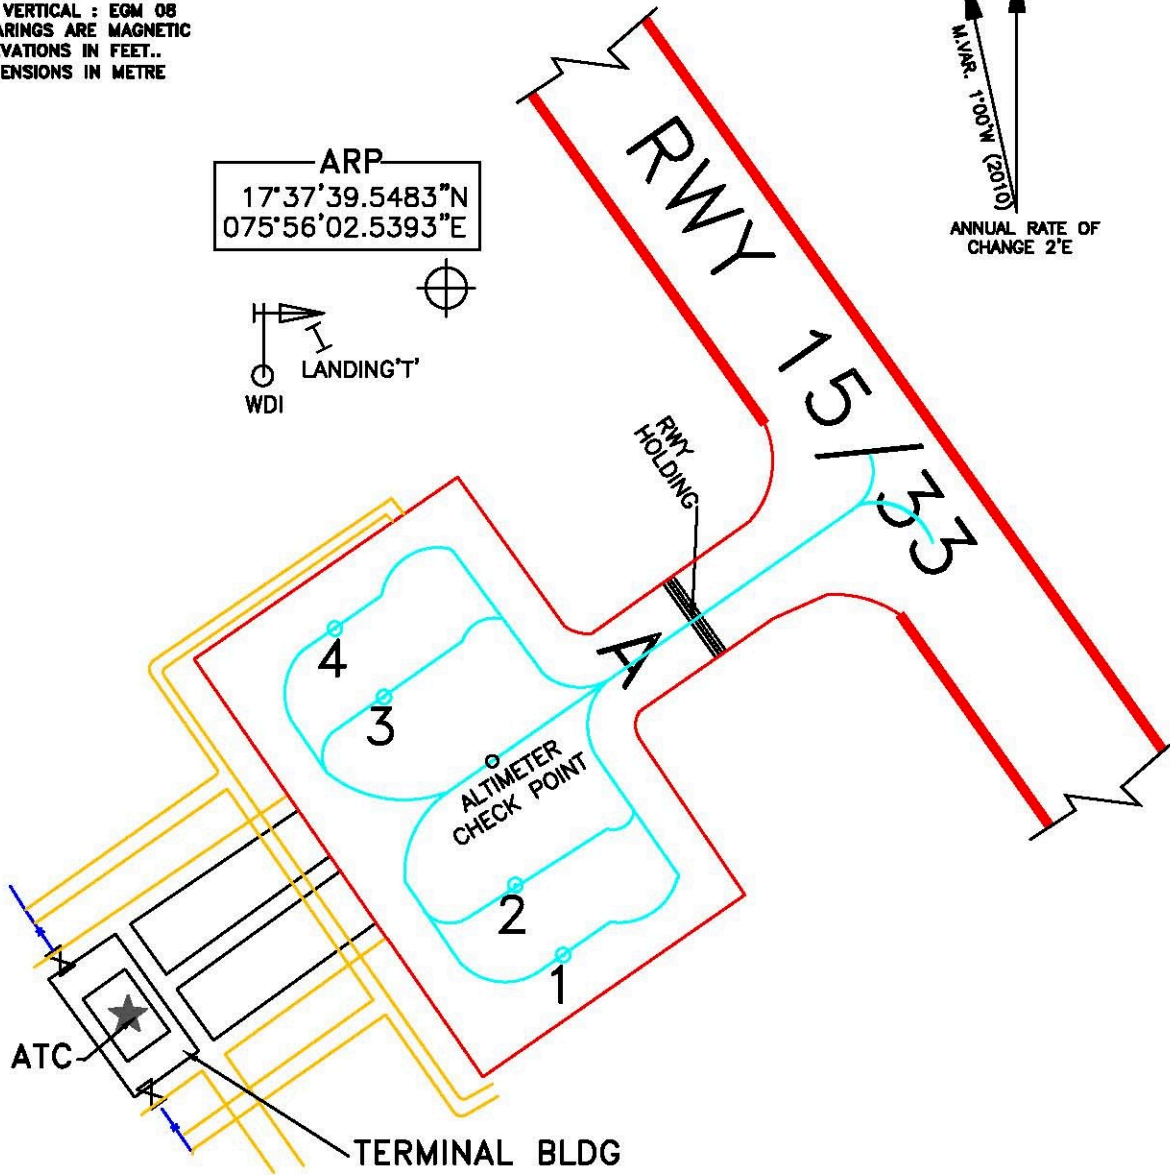 VERTICAL : EGM 08
ARINGS ARE MAGNETIC
VATIONS IN FEET..
ENSIONS IN METRE
M.VAR. 1°00'W (2010)
ANNUAL RATE OF
CHANGE 2'E
ARP
17°37'39.5483"N
075°56'02.5393"E
LANDING'T'
WDI
RWY 15/33
RWY
HOLDING
A
4
3
ALTIMETER
CHECK POINT
2
1
ATC
TERMINAL BLDG